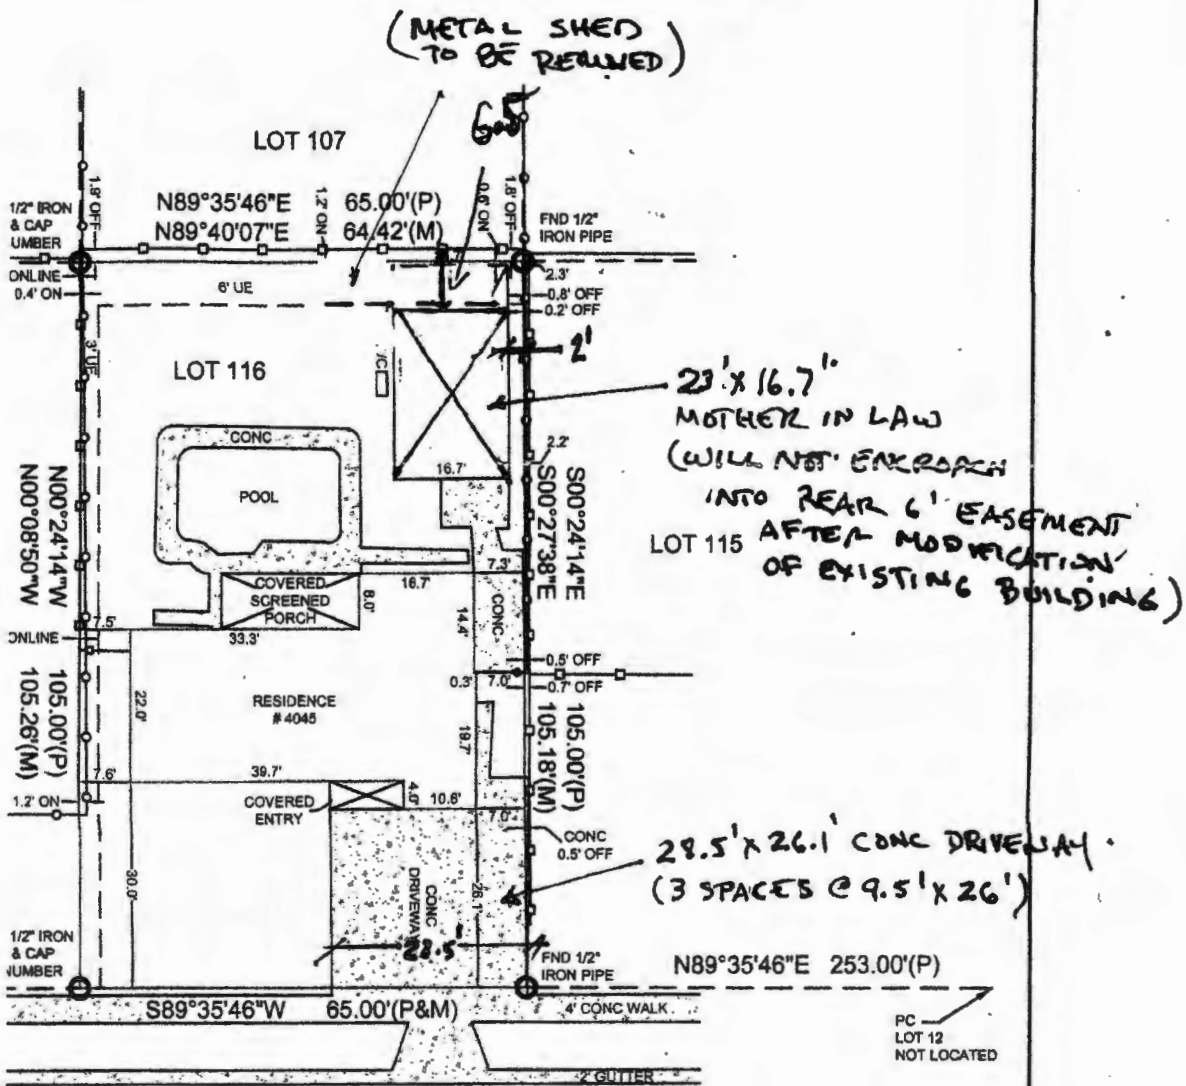 (METAL SHED
TO BE REMOVED)
6.5
LOT 107
1.9' OFF
N89°35'46"E 65.00'(P)
N89°40'07"E 64.42'(M)
1.2' ON
0.6' ON
1.8' OFF
1/2" IRON
& CAP
UMBER
FND 1/2"
IRON PIPE
ONLINE
0.4' ON
6' UE
2.3'
0.8' OFF
0.2' OFF
3' UE
LOT 116
2'
23' X 16.7'
MOTHER IN LAW
(WILL NOT ENCROACH
INTO REAR 6' EASEMENT
AFTER MODIFICATION
OF EXISTING BUILDING)
CONC
POOL
16.7'
2.2'
N00°24'14"W 105.00'(P)
N00°08'50"W 105.26'(M)
S00°24'14"E 105.00'(P)
S00°27'38"E 105.18'(M)
LOT 115
COVERED
SCREENED
PORCH
8.0'
16.7'
7.3'
CONC
14.4'
7.5'
33.3'
ONLINE
0.5' OFF
0.3'
7.0'
0.7' OFF
RESIDENCE
# 4045
22.0'
19.7'
7.6'
39.7'
1.2' ON
COVERED
ENTRY
4.0'
10.6'
7.0'
CONC
0.5' OFF
28.5' X 26.1' CONC DRIVEWAY
(3 SPACES @ 9.5' X 26')
30.0'
CONC
DRIVEWAY
26.1'
28.5'
1/2" IRON
& CAP
NUMBER
FND 1/2"
IRON PIPE
N89°35'46"E 253.00'(P)
S89°35'46"W 65.00'(P&M)
4' CONC WALK
PC
LOT 12
NOT LOCATED
2' GUTTER